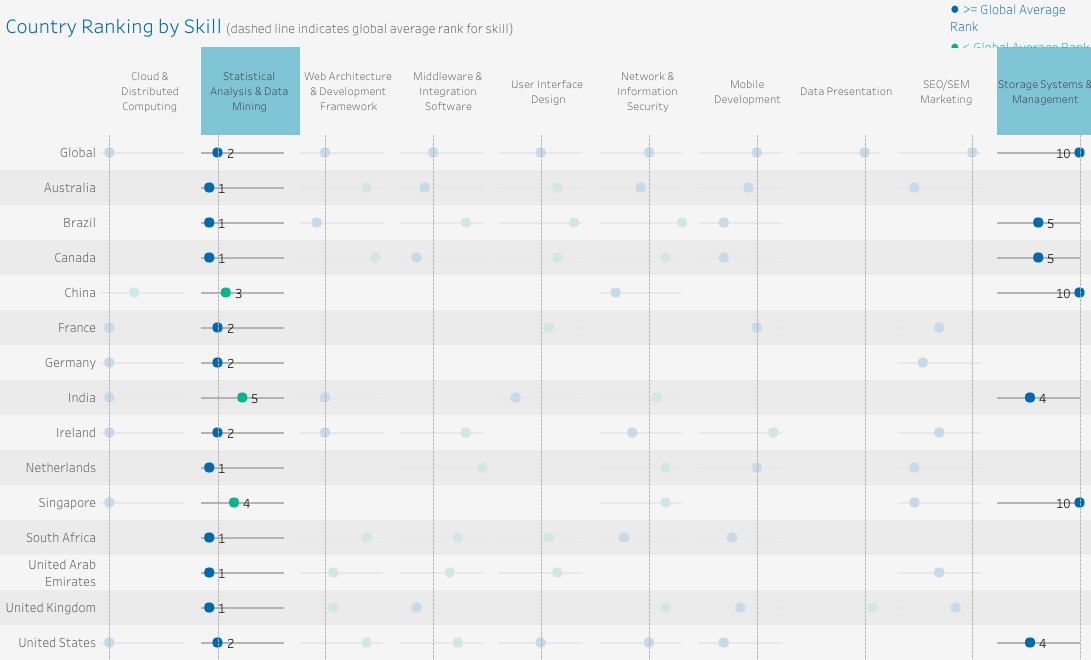 Country Ranking by Skill (dashed line indicates global average rank for skill)
>= Global Average
Rank
< Global Average Rank
Cloud &
Distributed
Computing
Statistical
Analysis & Data
Mining
Web Architecture
& Development
Framework
Middleware &
Integration
Software
User Interface
Design
Network &
Information
Security
Mobile
Development
Data Presentation
SEO/SEM
Marketing
Storage Systems &
Management
Global 2 10
Australia 1
Brazil 1 5
Canada 1 5
China 3 10
France 2
Germany 2
India 5 4
Ireland 2
Netherlands 1
Singapore 4 10
South Africa 1
United Arab
Emirates 1
United Kingdom 1
United States 2 4